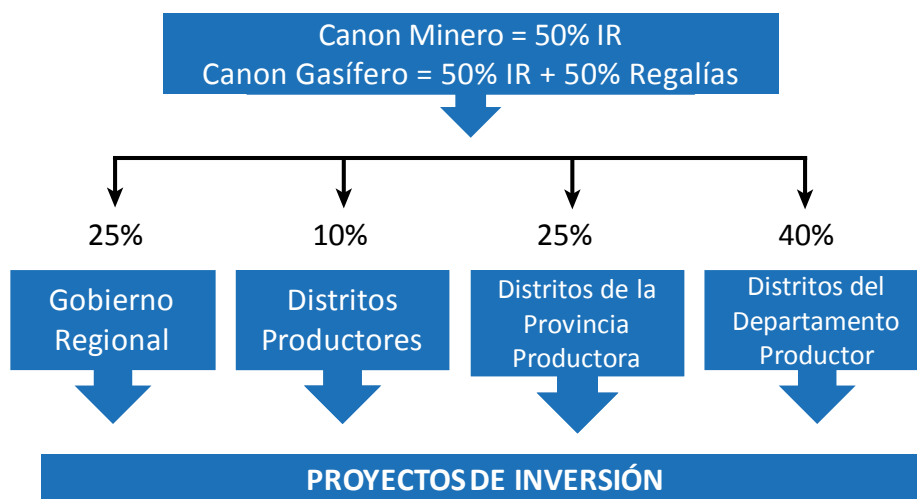 Canon Minero = 50% IR
Canon Gasífero = 50% IR + 50% Regalías
25%
10%
25%
40%
Gobierno
Regional
Distritos
Productores
Distritos de la
Provincia
Productora
Distritos del
Departamento
Productor
PROYECTOS DE INVERSIÓN